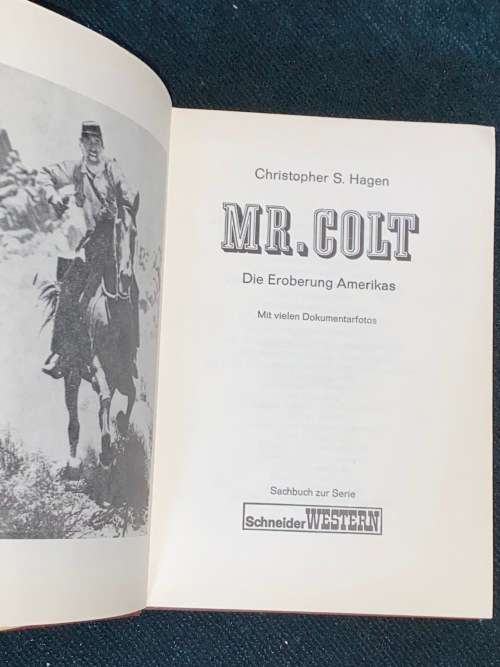 Christopher S. Hagen
MR. COLT
Die Eroberung Amerikas
Mit vielen Dokumentarfotos
Sachbuch zur Serie
Schneider WESTERN